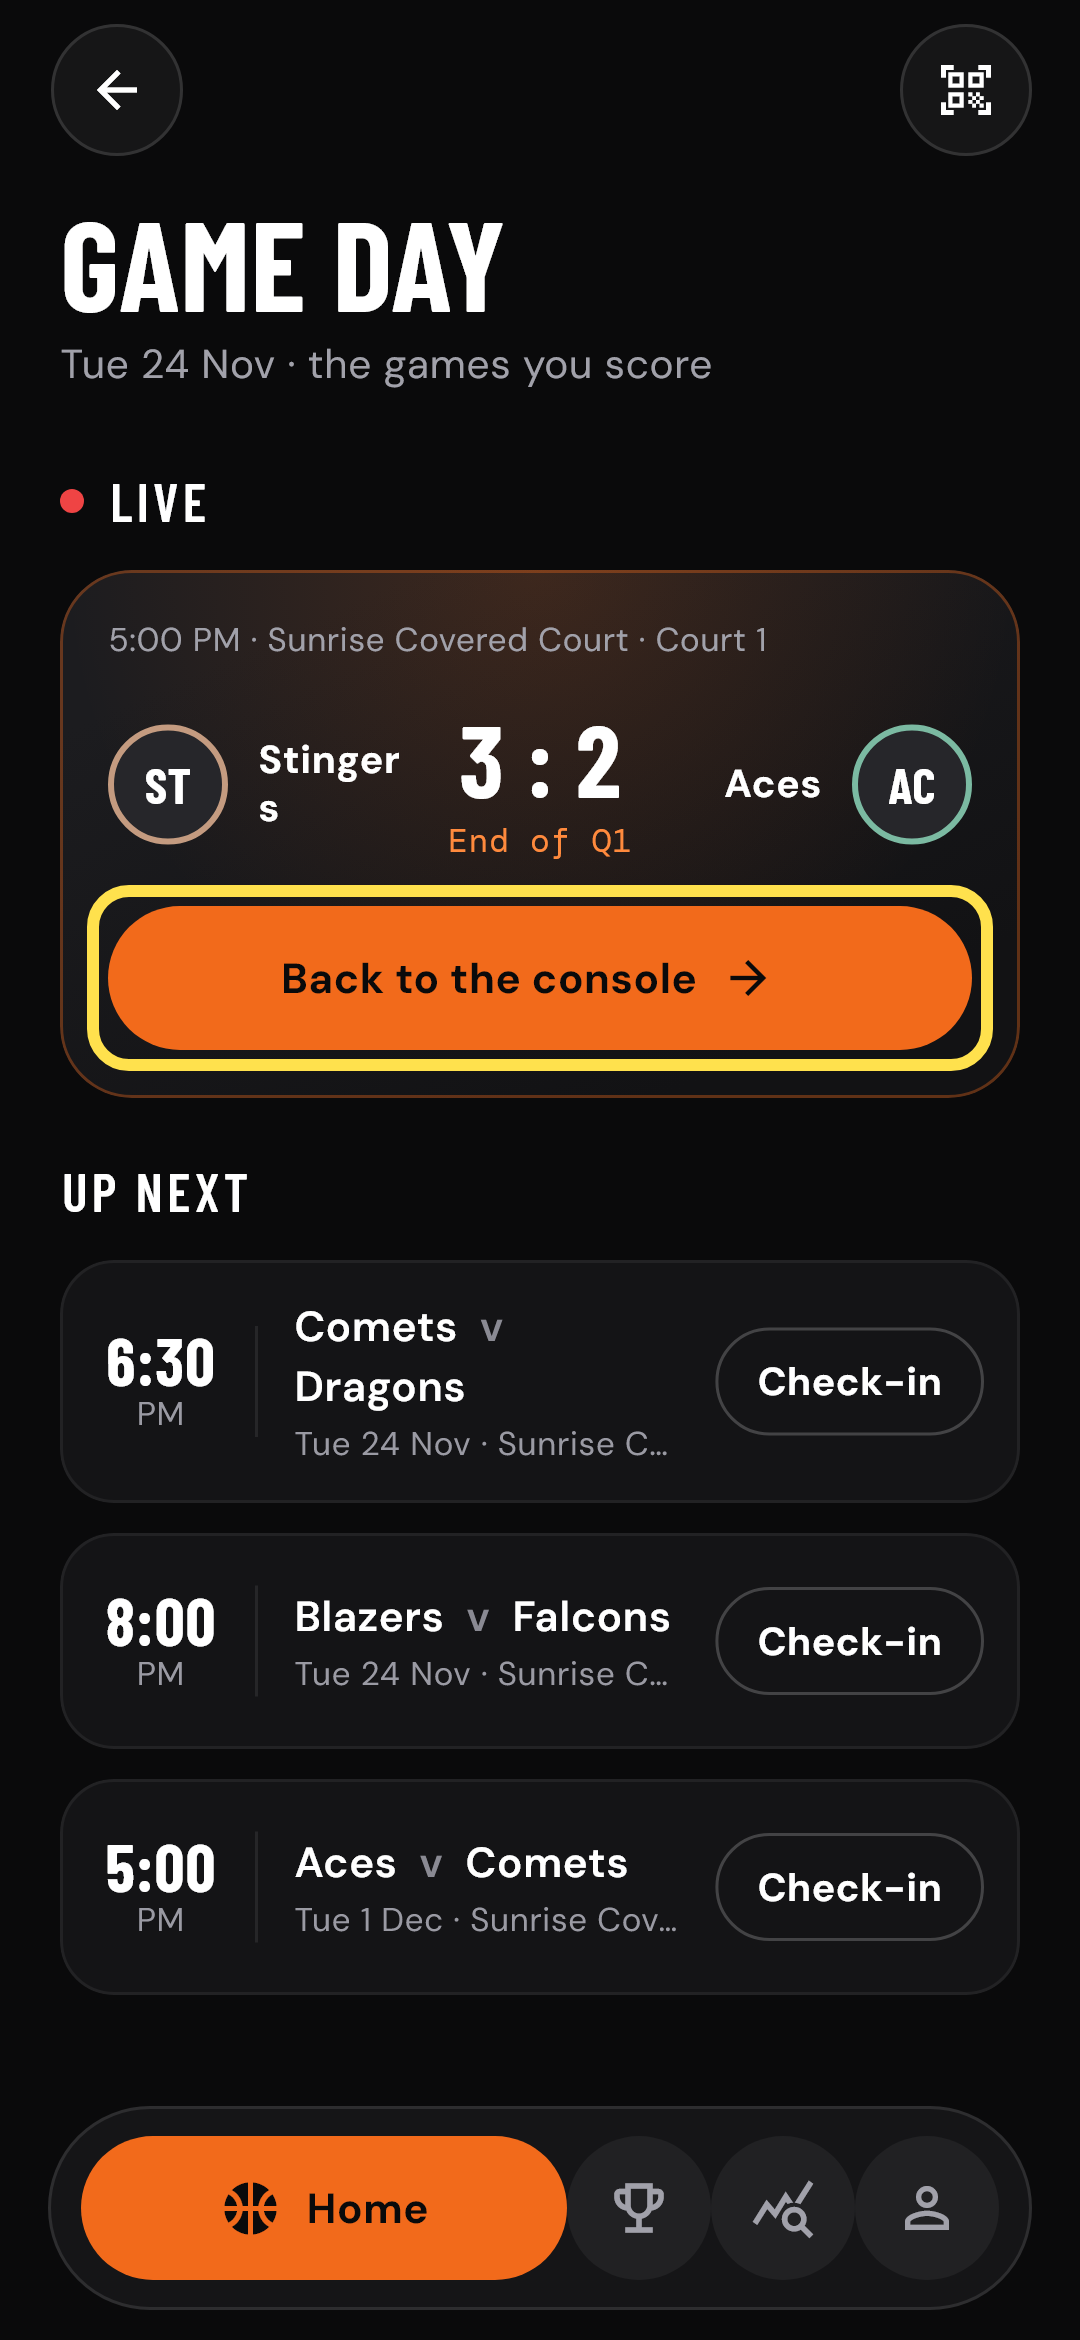 GAME DAY
Tue 24 Nov · the games you score
LIVE
5:00 PM · Sunrise Covered Court · Court 1
ST
Stinger
s
3 : 2
End of Q1
Aces
AC
Back to the console →
UP NEXT
6:30
PM
Comets v
Dragons
Tue 24 Nov · Sunrise C...
Check-in
8:00
PM
Blazers v Falcons
Tue 24 Nov · Sunrise C...
Check-in
5:00
PM
Aces v Comets
Tue 1 Dec · Sunrise Cov...
Check-in
Home